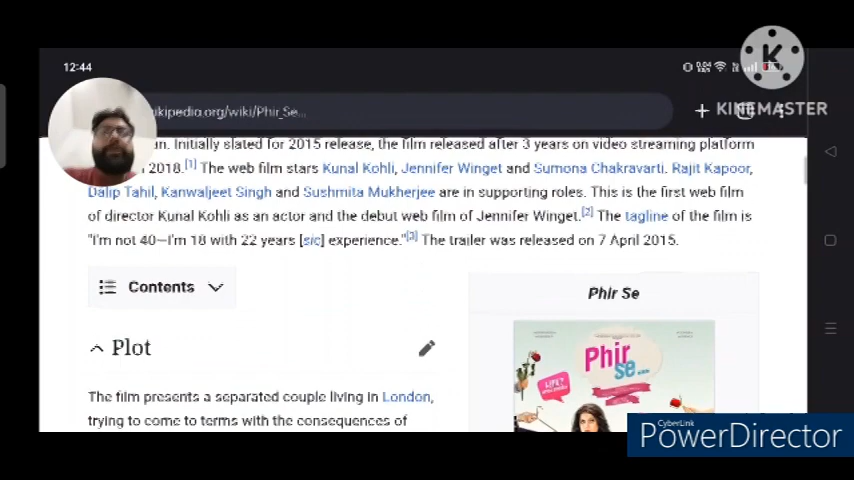 12:44
KINEMASTER
kipedia.org/wiki/Phir_Se...
an. Initially slated for 2015 release, the film released after 3 years on video streaming platform
2018.[1] The web film stars Kunal Kohli, Jennifer Winget and Sumona Chakravarti. Rajit Kapoor,
Dalip Tahil, Kanwaljeet Singh and Sushmita Mukherjee are in supporting roles. This is the first web film
of director Kunal Kohli as an actor and the debut web film of Jennifer Winget.[2] The tagline of the film is
"I'm not 40—I'm 18 with 22 years [sic] experience."[3] The trailer was released on 7 April 2015.
Contents
Phir Se
Plot
Phir
se...
LIFE?
The film presents a separated couple living in London,
trying to come to terms with the consequences of
CyberLink
PowerDirector